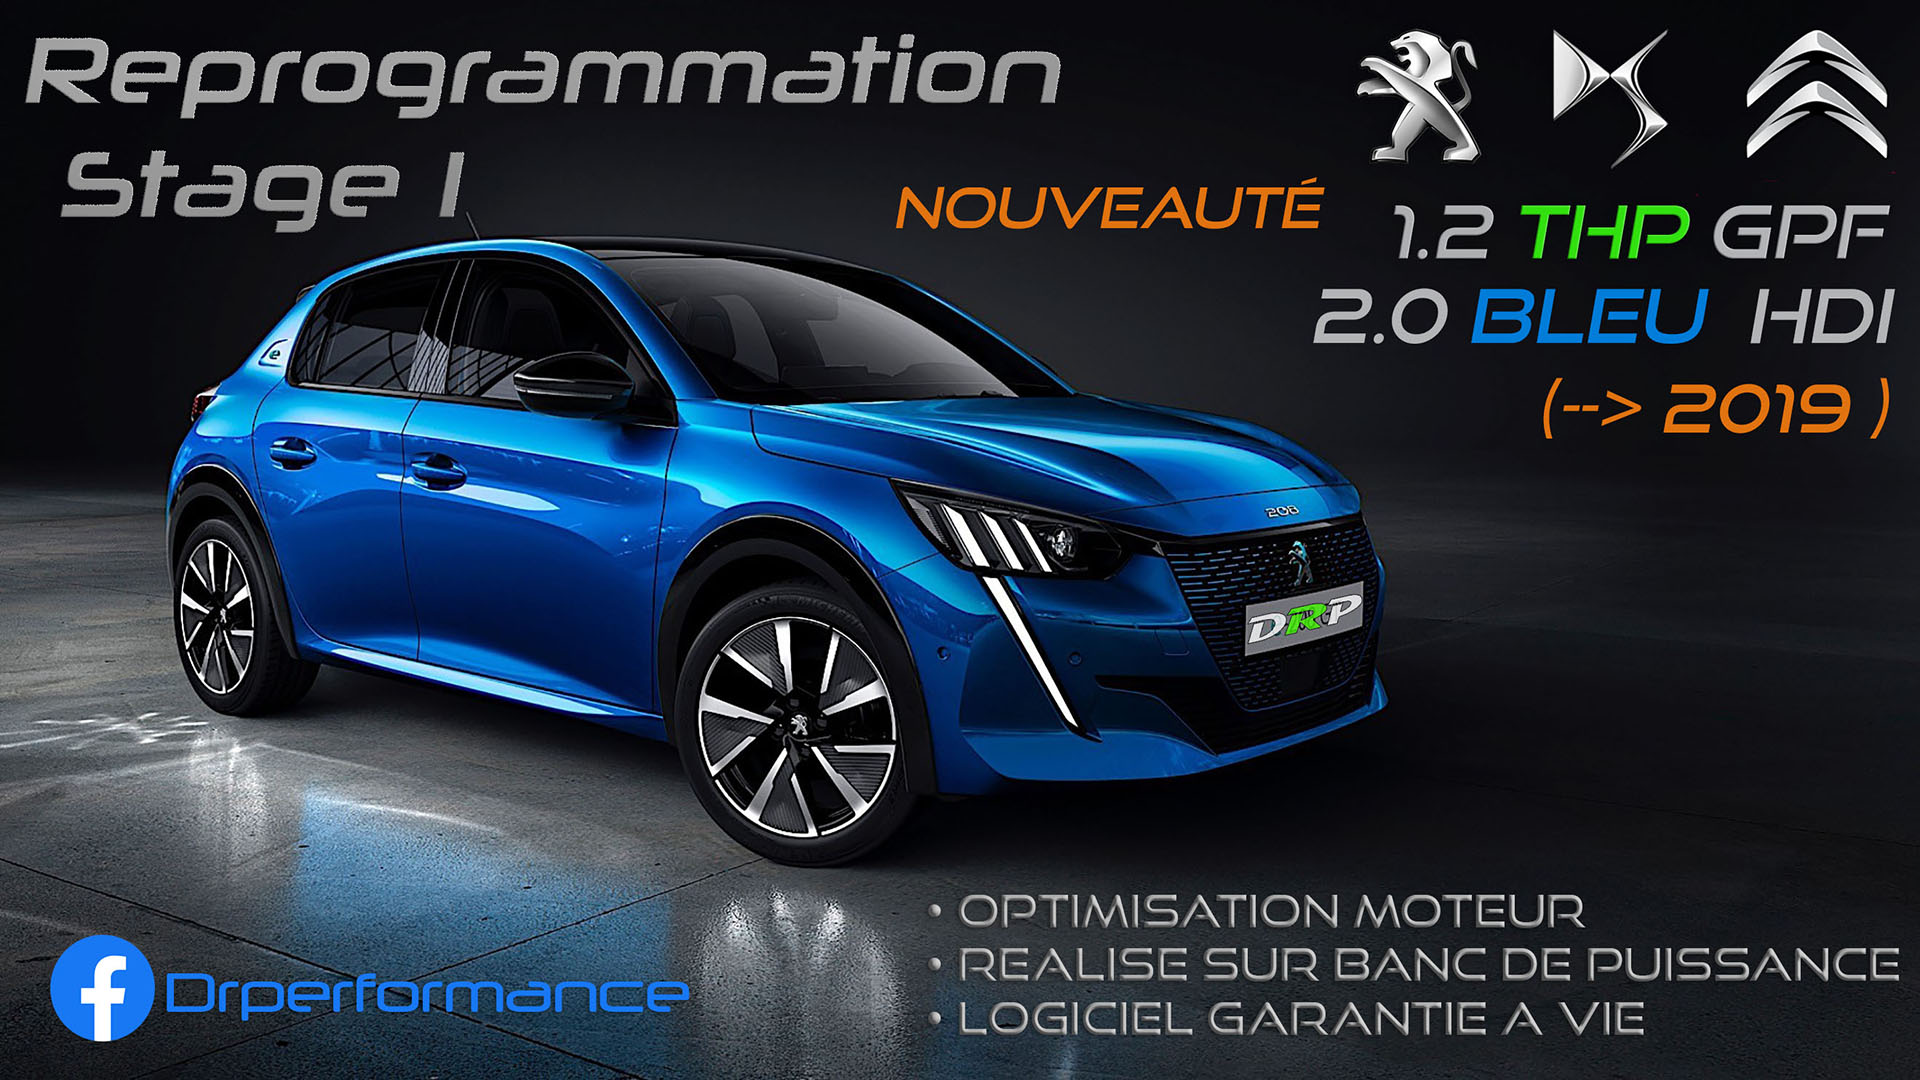 Reprogrammation
Stage I
NOUVEAUTÉ
1.2 THP GPF
2.0 BLEU HDI
(--> 2019 )
e
208
DRP
• OPTIMISATION MOTEUR
• REALISE SUR BANC DE PUISSANCE
• LOGICIEL GARANTIE A VIE
f Drperformance